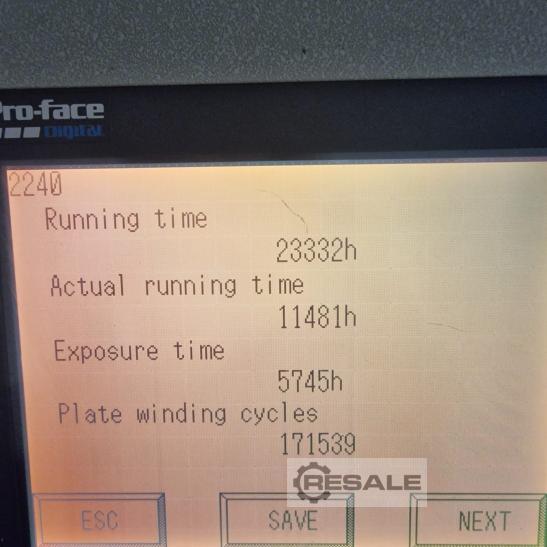 Pro-face
Digital
2240
Running time
23332h
Actual running time
11481h
Exposure time
5745h
Plate winding cycles
171539
RESALE
ESC SAVE NEXT